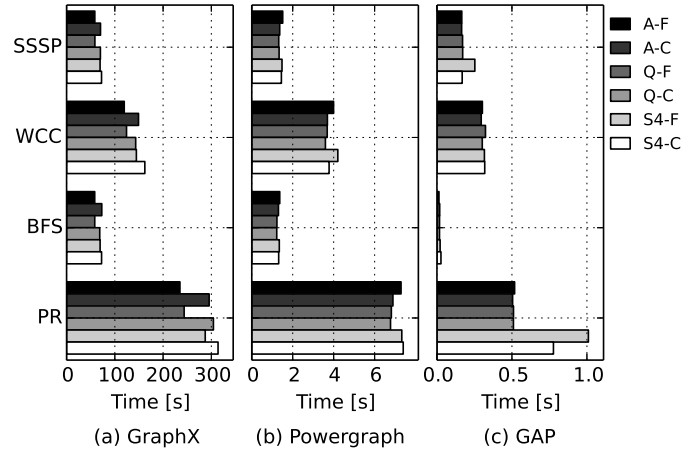 SSSP
WCC
BFS
PR
0 100 200 300
Time [s]
(a) GraphX
0 2 4 6
Time [s]
(b) Powergraph
0.0 0.5 1.0
Time [s]
(c) GAP
A-F
A-C
Q-F
Q-C
S4-F
S4-C